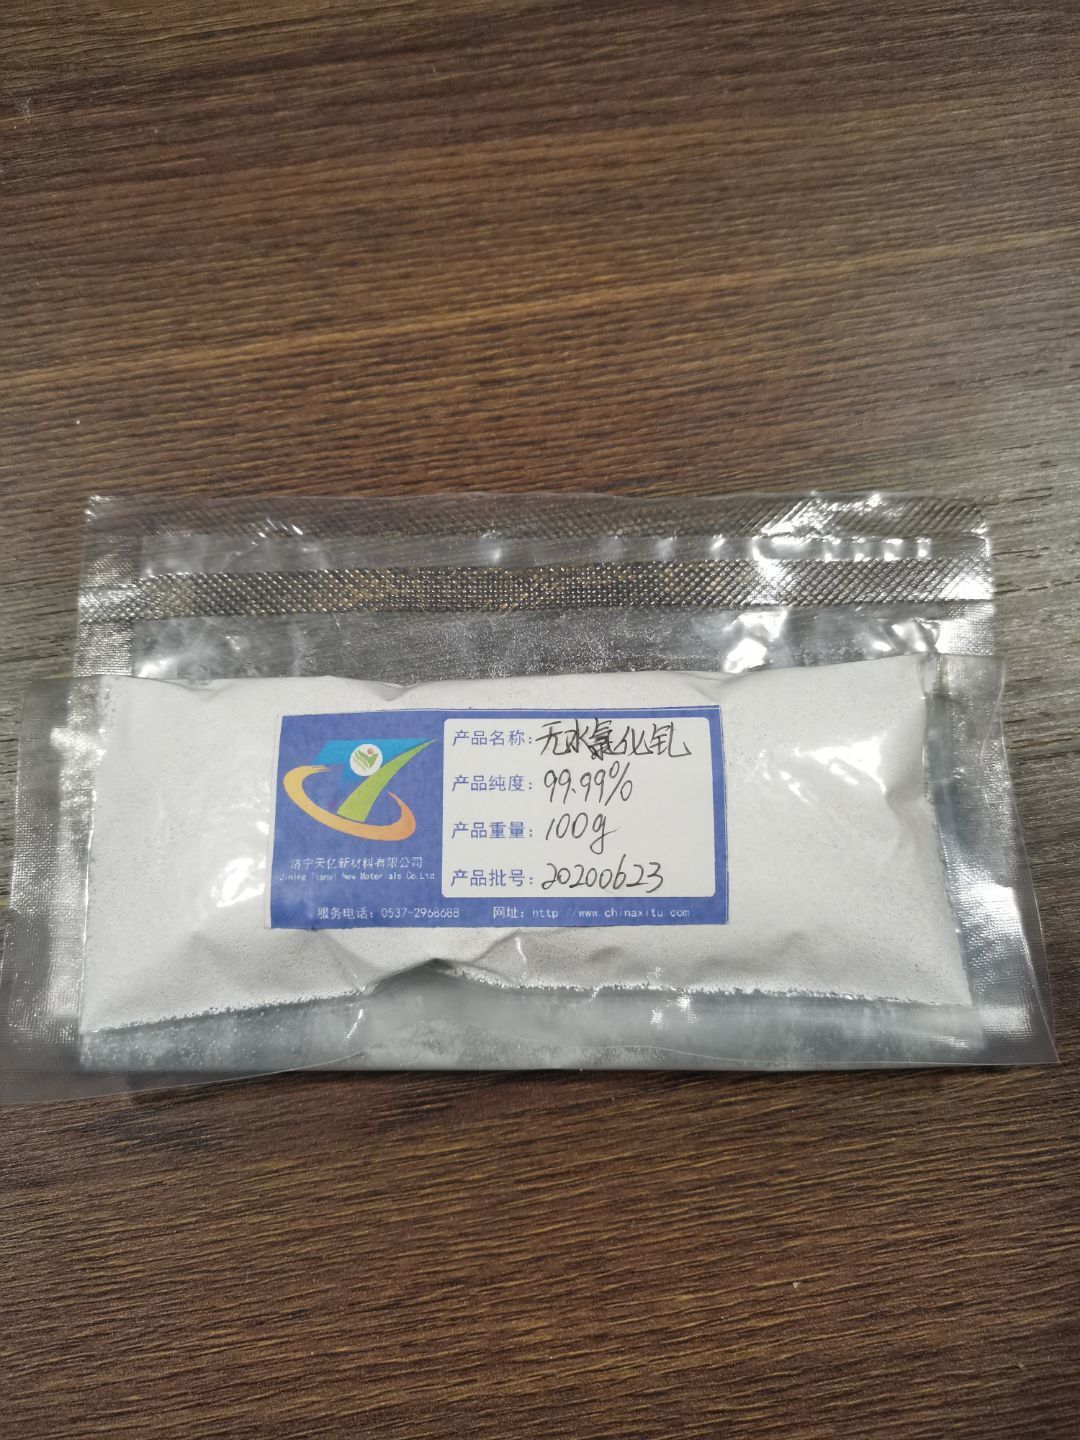 产品名称：无水氯化钆
产品纯度：99.99%
产品重量：100g
产品批号：20200623
济宁天亿新材料有限公司
Jining Tianyi New Materials Co.Ltd
服务电话：0537-2968688 网址：http://www.chinaxitu.com